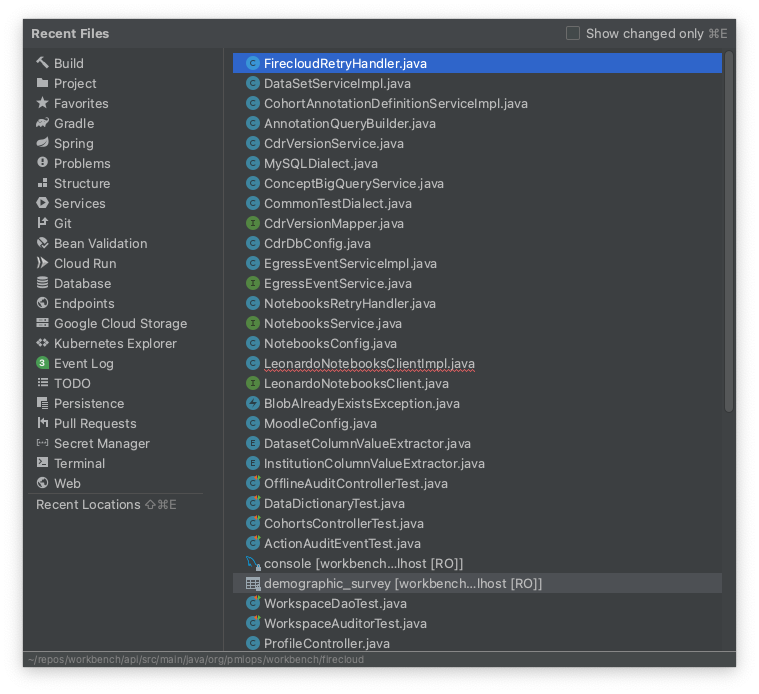 Recent Files
Show changed only ⌘E
Build
Project
Favorites
Gradle
Spring
Problems
Structure
Services
Git
Bean Validation
Cloud Run
Database
Endpoints
Google Cloud Storage
Kubernetes Explorer
3 Event Log
TODO
Persistence
Pull Requests
Secret Manager
Terminal
Web
Recent Locations ⇧⌘E
C FirecloudRetryHandler.java
C DataSetServiceImpl.java
C CohortAnnotationDefinitionServiceImpl.java
C AnnotationQueryBuilder.java
C CdrVersionService.java
C MySQLDialect.java
C ConceptBigQueryService.java
C CommonTestDialect.java
I CdrVersionMapper.java
C CdrDbConfig.java
C EgressEventServiceImpl.java
I EgressEventService.java
C NotebooksRetryHandler.java
I NotebooksService.java
C NotebooksConfig.java
C LeonardoNotebooksClientImpl.java
I LeonardoNotebooksClient.java
BlobAlreadyExistsException.java
C MoodleConfig.java
E DatasetColumnValueExtractor.java
E InstitutionColumnValueExtractor.java
C OfflineAuditControllerTest.java
C DataDictionaryTest.java
C CohortsControllerTest.java
C ActionAuditEventTest.java
console [workbench...lhost [RO]]
demographic_survey [workbench...lhost [RO]]
C WorkspaceDaoTest.java
C WorkspaceAuditorTest.java
C ProfileController.java
~/repos/workbench/api/src/main/java/org/pmiops/workbench/firecloud